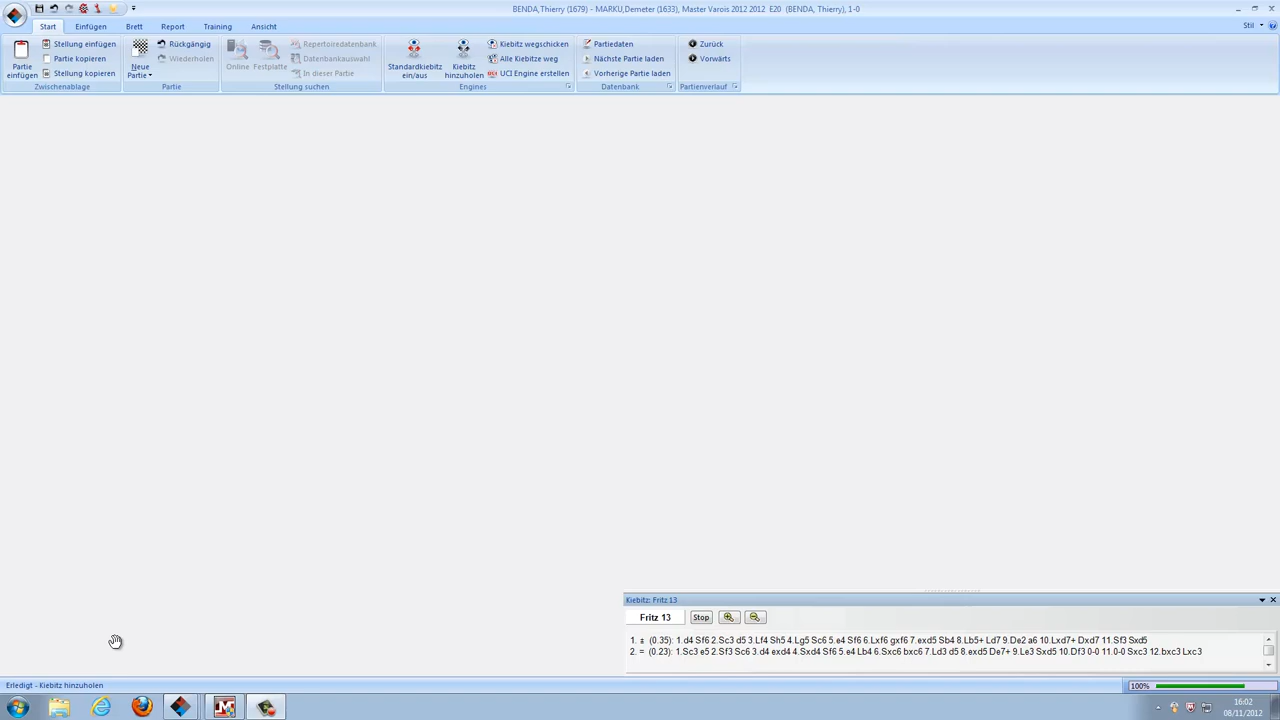 BENDA,Thierry (1679) - MARKU,Demeter (1633), Master Varois 2012 2012 E20 (BENDA, Thierry), 1-0
Start Einfügen Brett Report Training Ansicht Stil
Partie einfügen
Stellung einfügen
Partie kopieren
Stellung kopieren
Zwischenablage
Neue Partie
Rückgängig
Wiederholen
Partie
Online
Festplatte
Repertoiredatenbank
Datenbankauswahl
In dieser Partie
Stellung suchen
Standardkiebitz ein/aus
Kiebitz hinzuholen
Kiebitz wegschicken
Alle Kiebitze weg
UCI Engine erstellen
Engines
Partiedaten
Nächste Partie laden
Vorherige Partie laden
Datenbank
Zurück
Vorwärts
Partienverlauf
Kiebitz: Fritz 13
Fritz 13 Stop
1. ± (0.35): 1.d4 Sf6 2.Sc3 d5 3.Lf4 Sh5 4.Lg5 Sc6 5.e4 Sf6 6.Lxf6 gxf6 7.exd5 Sb4 8.Lb5+ Ld7 9.De2 a6 10.Lxd7+ Dxd7 11.Sf3 Sxd5
2. = (0.23): 1.Sc3 e5 2.Sf3 Sc6 3.d4 exd4 4.Sxd4 Sf6 5.e4 Lb4 6.Sxc6 bxc6 7.Ld3 d5 8.exd5 De7+ 9.Le3 Sxd5 10.Df3 0-0 11.0-0 Sxc3 12.bxc3 Lxc3
Erledigt - Kiebitz hinzuholen
100%
16:02
08/11/2012